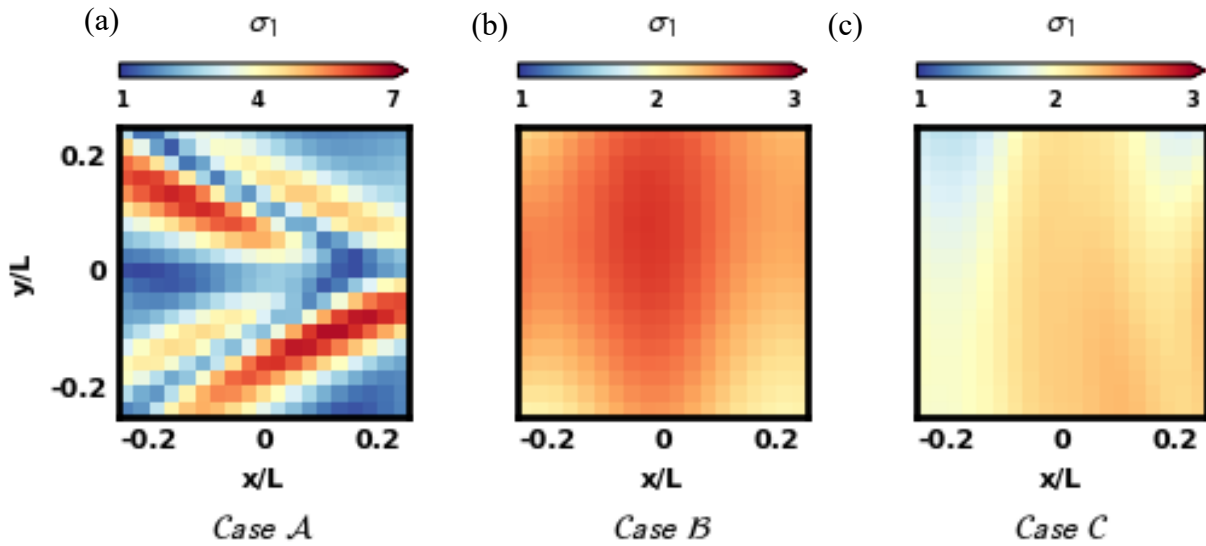 (a) σ₁ (b) σ₁ (c) σ₁
1 4 7 1 2 3 1 2 3
0.2
0
-0.2
y/L
-0.2 0 0.2 -0.2 0 0.2 -0.2 0 0.2
x/L x/L x/L
Case 𝒜 Case ℬ Case 𝒞